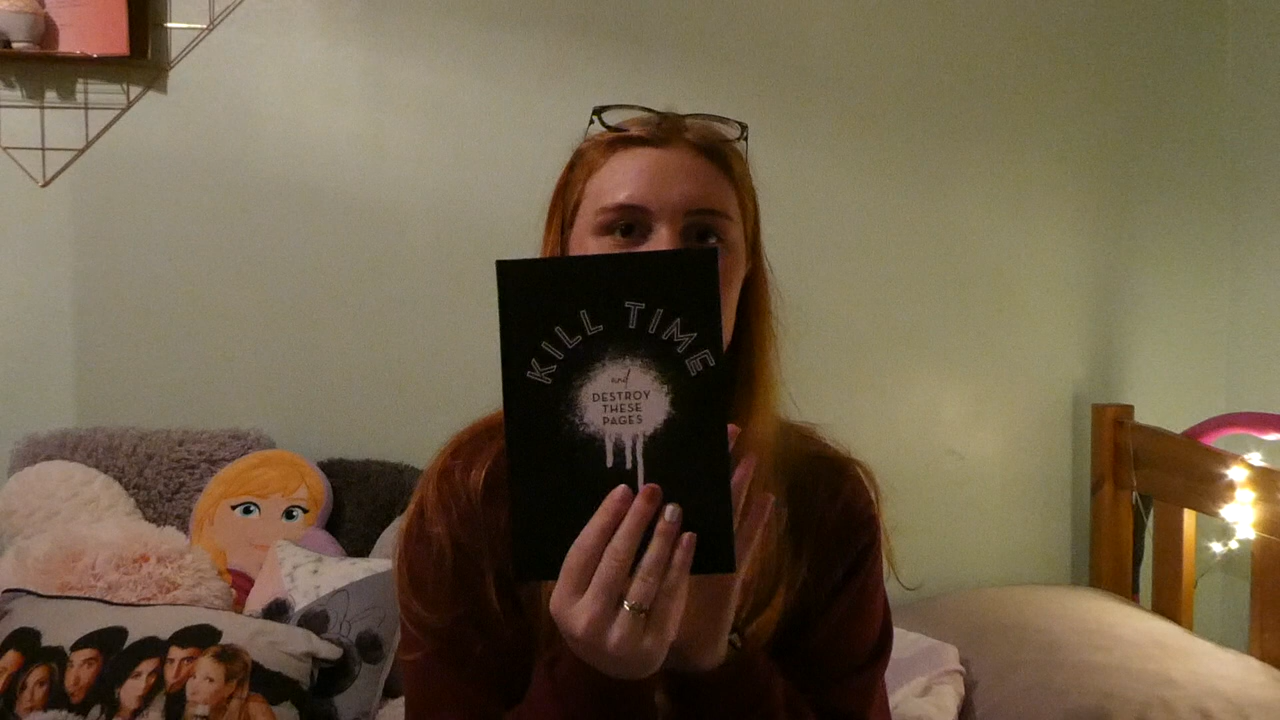 KILL TIME
and
DESTROY
THESE
PAGES